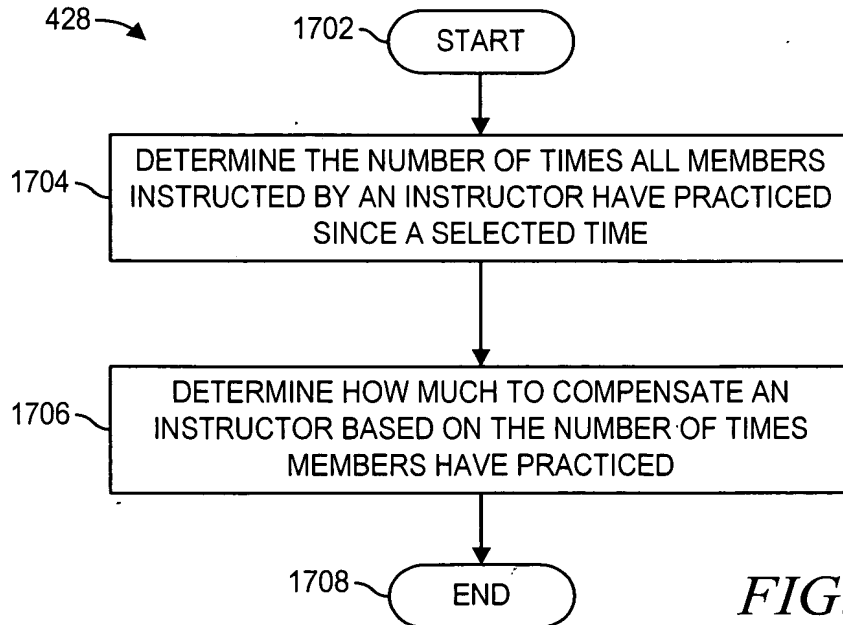 428
1702
START
1704
DETERMINE THE NUMBER OF TIMES ALL MEMBERS
INSTRUCTED BY AN INSTRUCTOR HAVE PRACTICED
SINCE A SELECTED TIME
1706
DETERMINE HOW MUCH TO COMPENSATE AN
INSTRUCTOR BASED ON THE NUMBER OF TIMES
MEMBERS HAVE PRACTICED
1708
END
FIG.